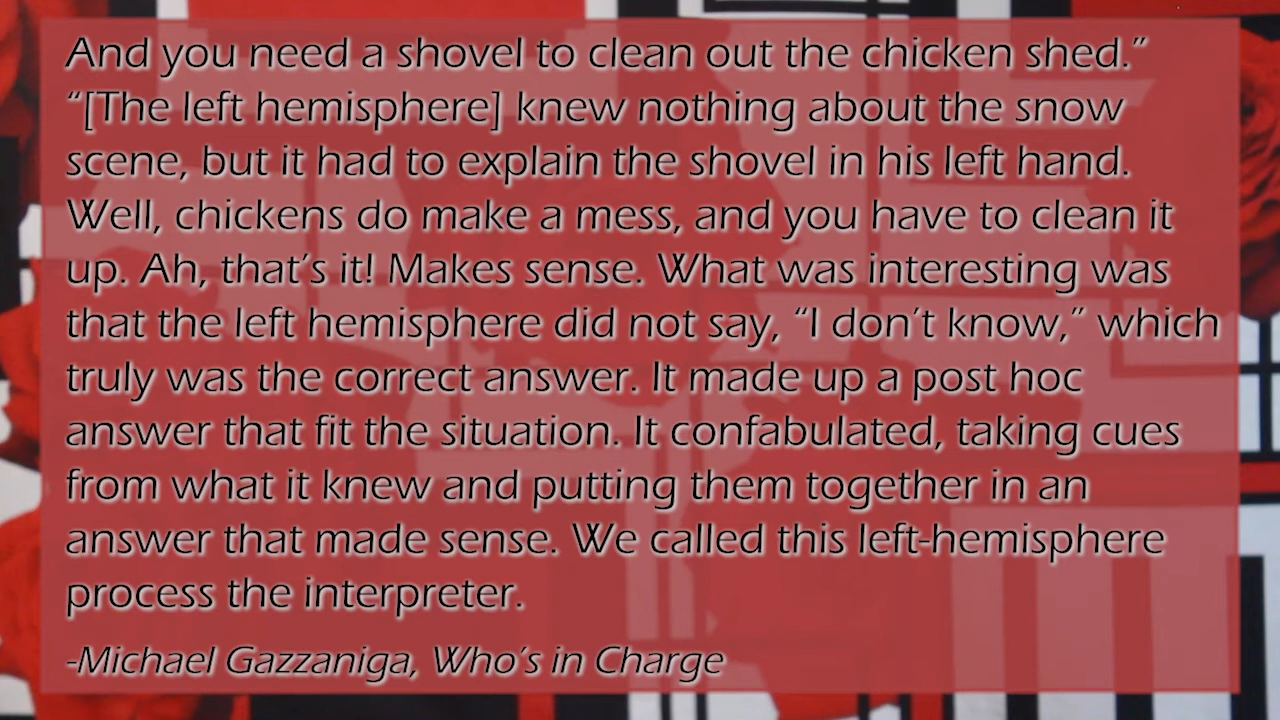 And you need a shovel to clean out the chicken shed.”
“[The left hemisphere] knew nothing about the snow
scene, but it had to explain the shovel in his left hand.
Well, chickens do make a mess, and you have to clean it
up. Ah, that’s it! Makes sense. What was interesting was
that the left hemisphere did not say, “I don’t know,” which
truly was the correct answer. It made up a post hoc
answer that fit the situation. It confabulated, taking cues
from what it knew and putting them together in an
answer that made sense. We called this left-hemisphere
process the interpreter.
-Michael Gazzaniga, Who’s in Charge